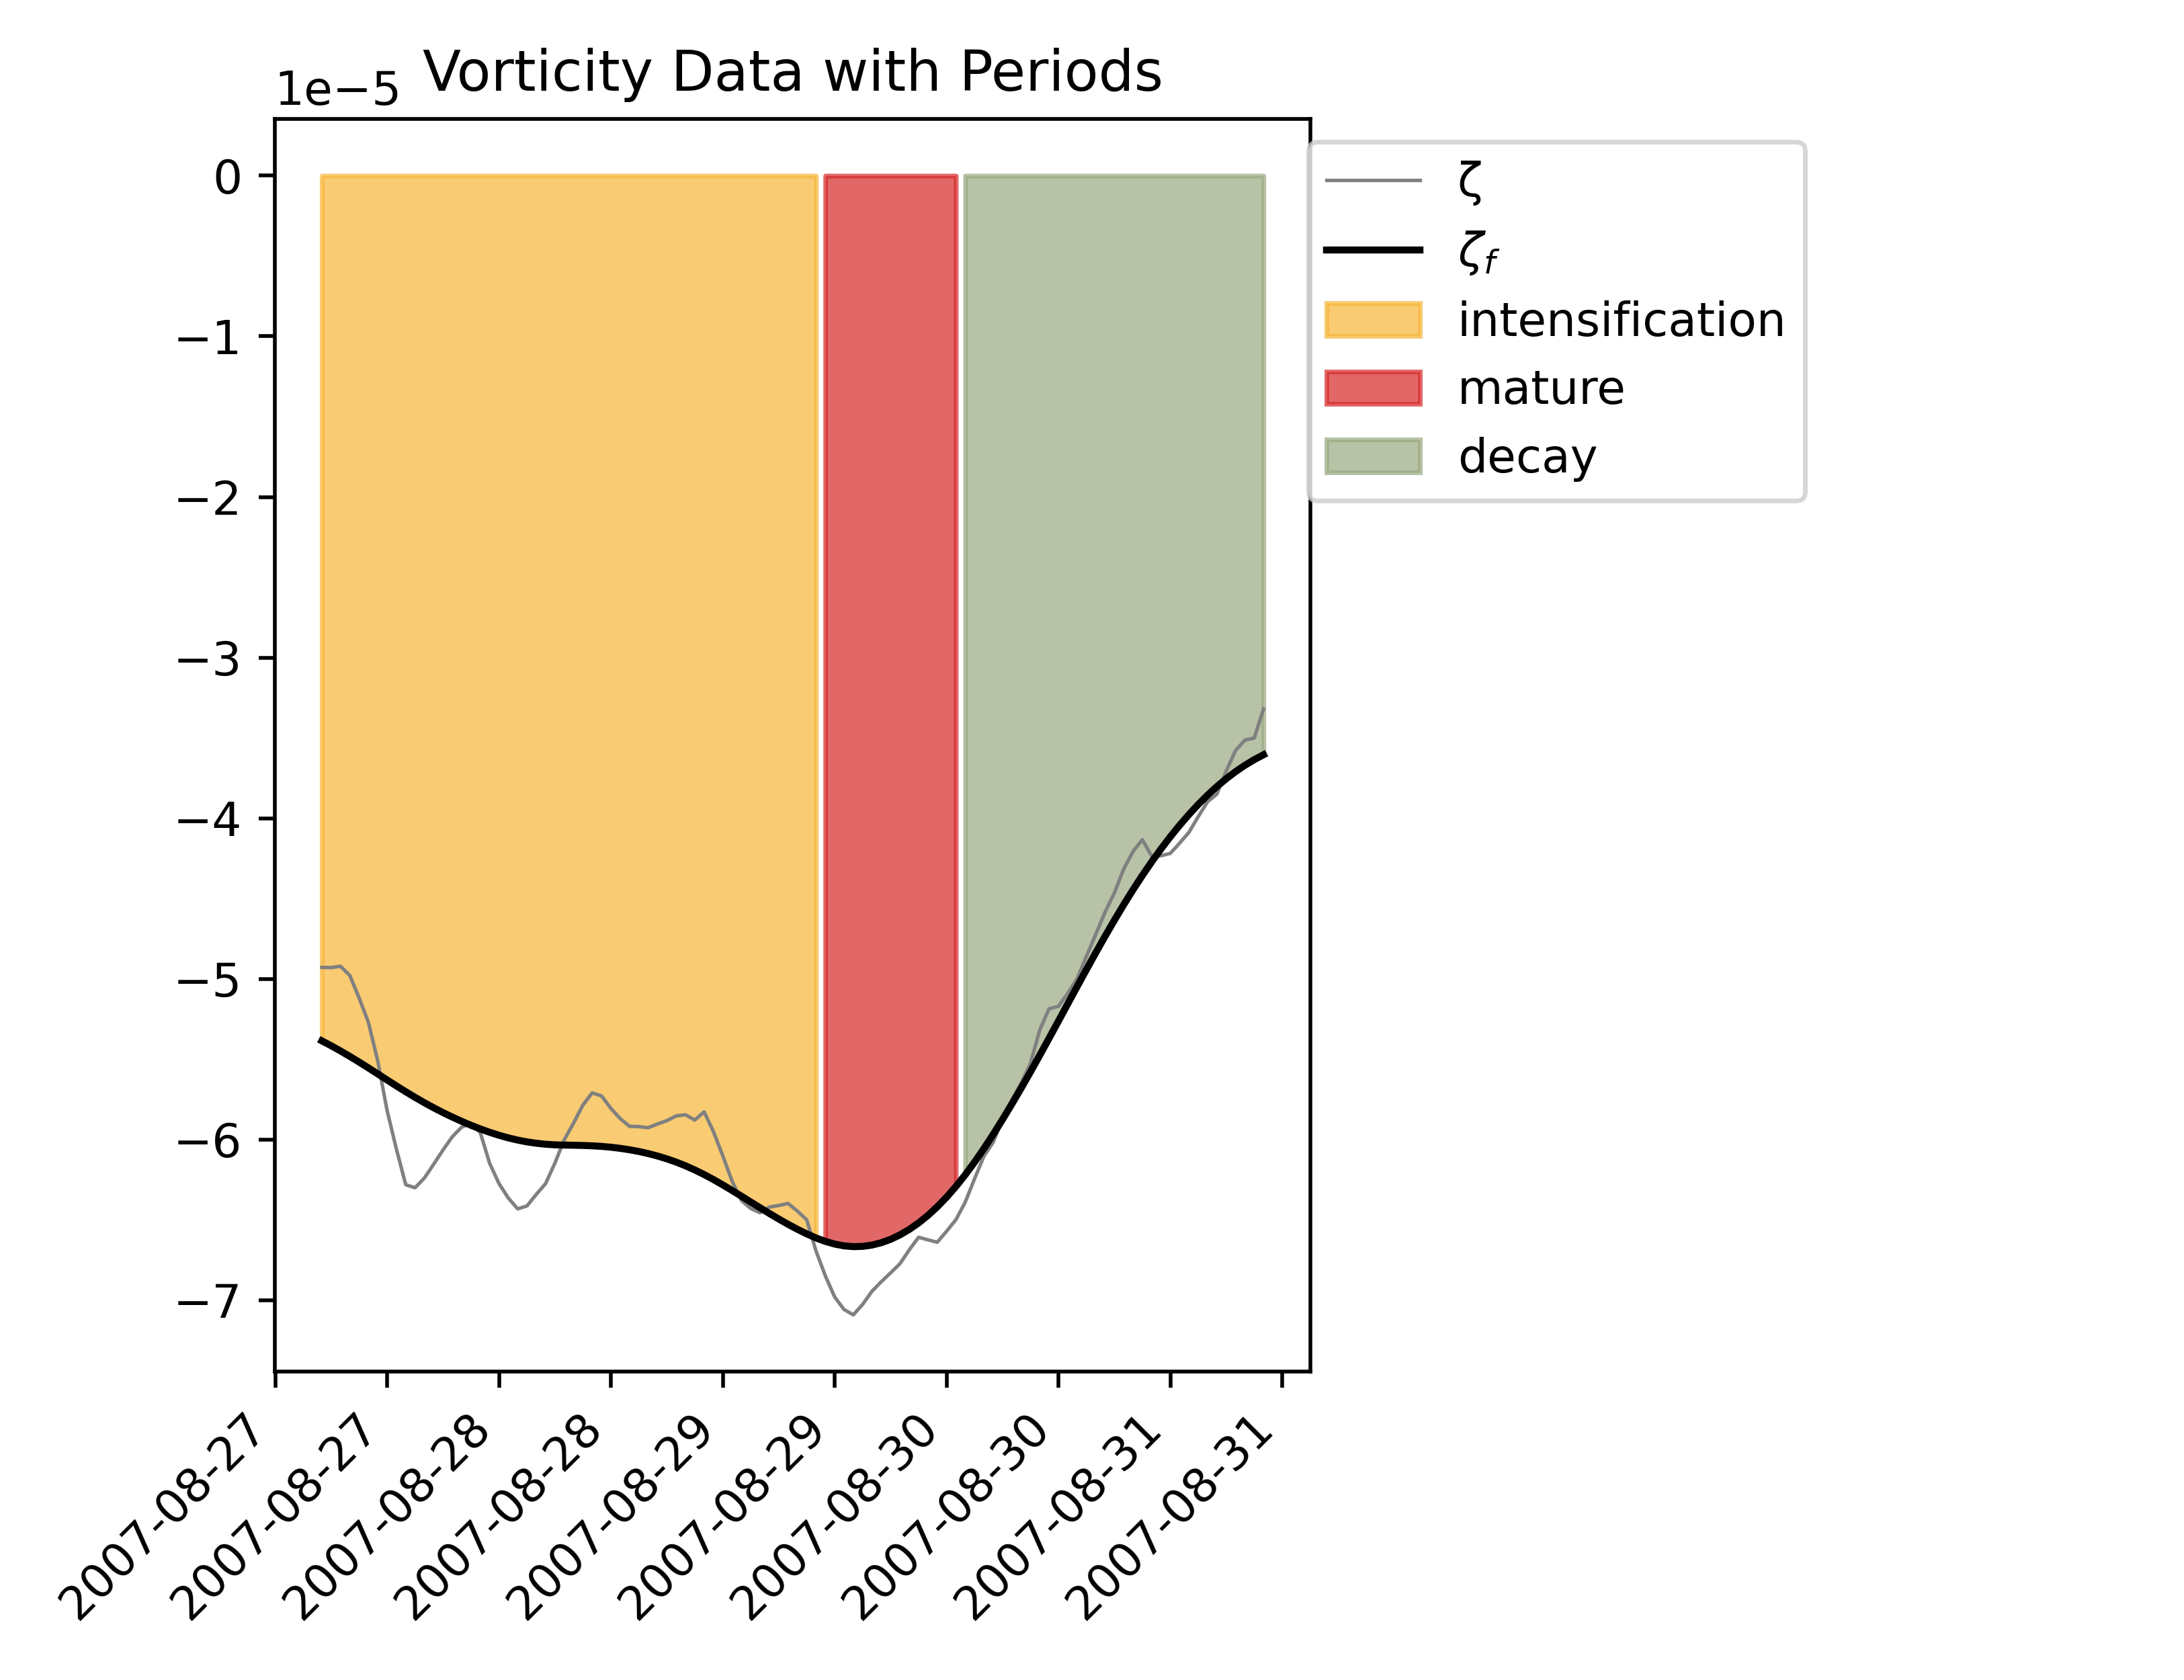 Vorticity Data with Periods
1e−5
0
−1
−2
−3
−4
−5
−6
−7
ζ
ζf
intensification
mature
decay
2007-08-27
2007-08-27
2007-08-28
2007-08-28
2007-08-29
2007-08-29
2007-08-30
2007-08-30
2007-08-31
2007-08-31